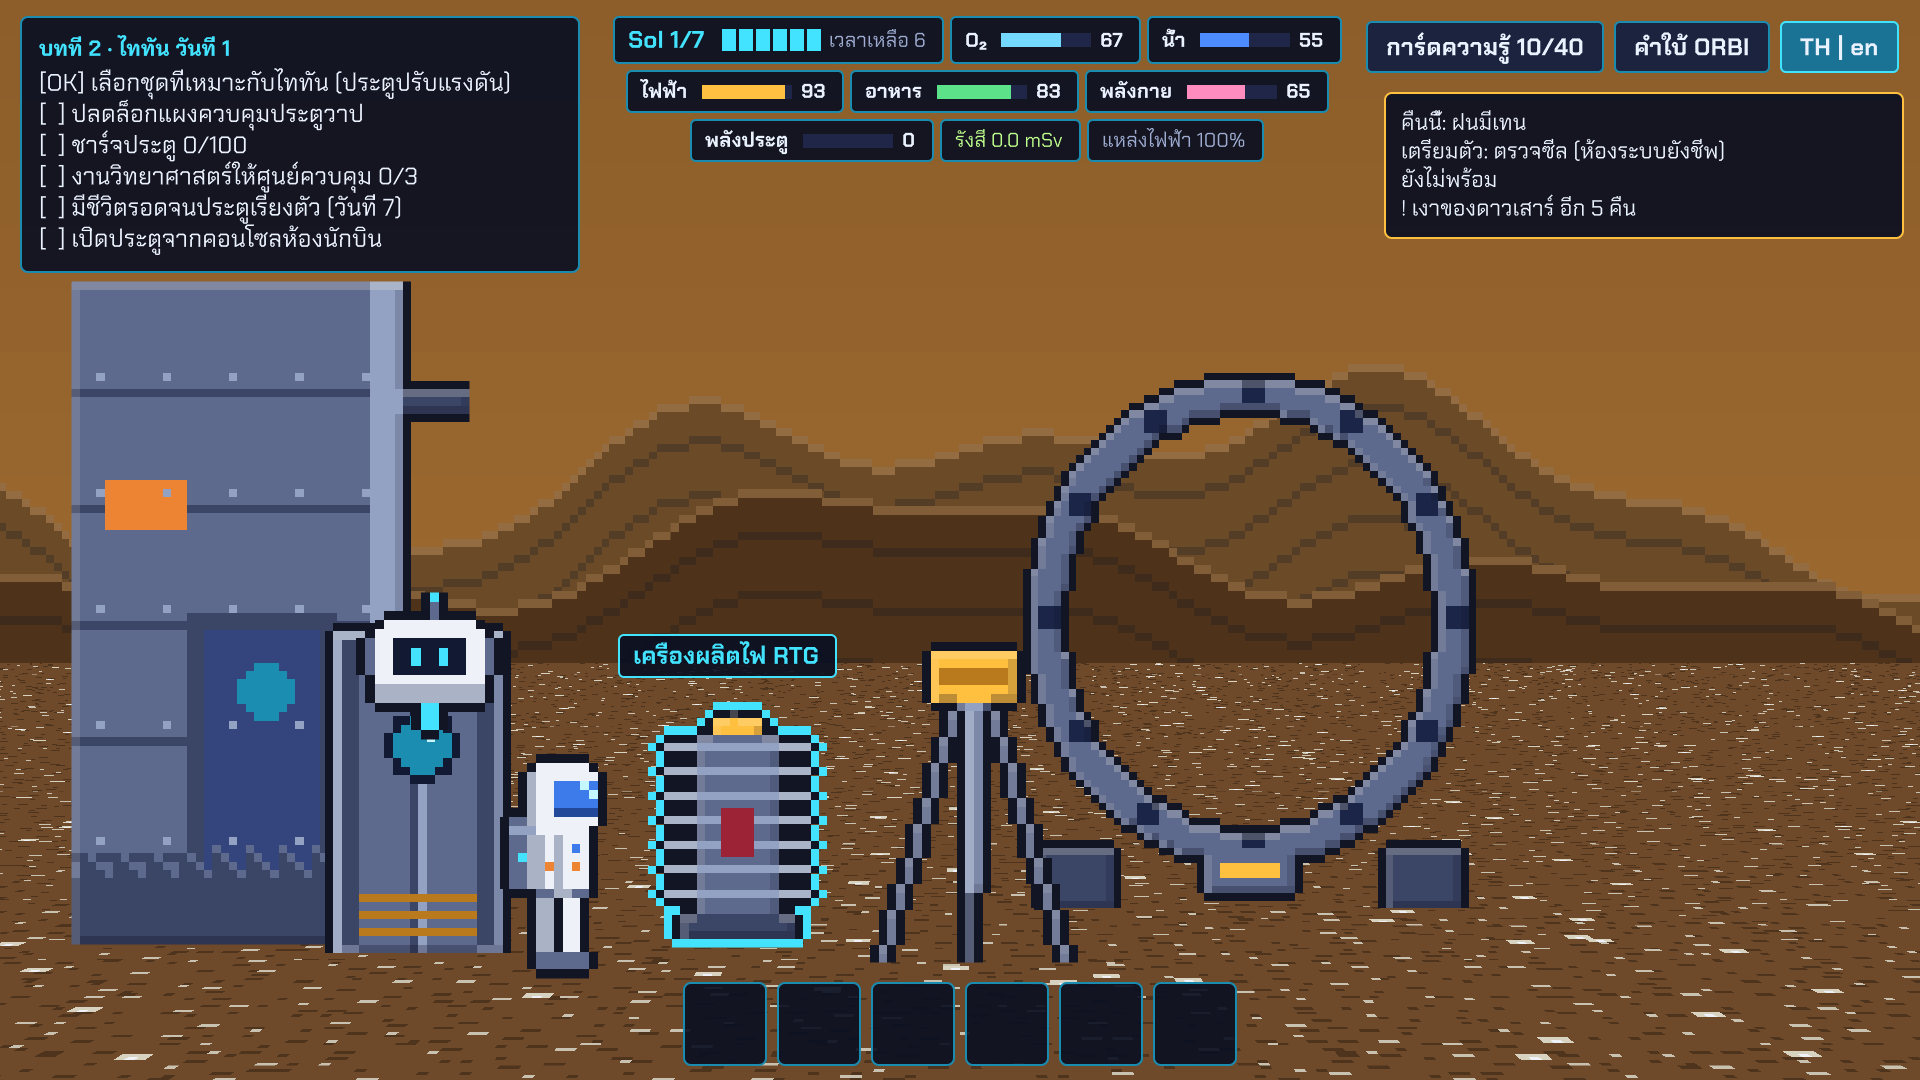 บทที่ 2 · ไททัน วันที่ 1
[OK] เลือกชุดที่เหมาะกับไททัน (ประตูปรับแรงดัน)
[ ] ปลดล็อกแผงควบคุมประตูวาป
[ ] ชาร์จประตู 0/100
[ ] งานวิทยาศาสตร์ให้ศูนย์ควบคุม 0/3
[ ] มีชีวิตรอดจนประตูเรียงตัว (วันที่ 7)
[ ] เปิดประตูจากคอนโซลห้องนักบิน
Sol 1/7 เวลาเหลือ 6
O₂ 67
น้ำ 55
ไฟฟ้า 93
อาหาร 83
พลังกาย 65
พลังประตู 0
รังสี 0.0 mSv
แหล่งไฟฟ้า 100%
การ์ดความรู้ 10/40
คำใบ้ ORBI
TH | en
คืนนี้: ฝนมีเทน
เตรียมตัว: ตรวจซีล (ห้องระบบยังชีพ)
ยังไม่พร้อม
! เงาของดาวเสาร์ อีก 5 คืน
เครื่องผลิตไฟ RTG